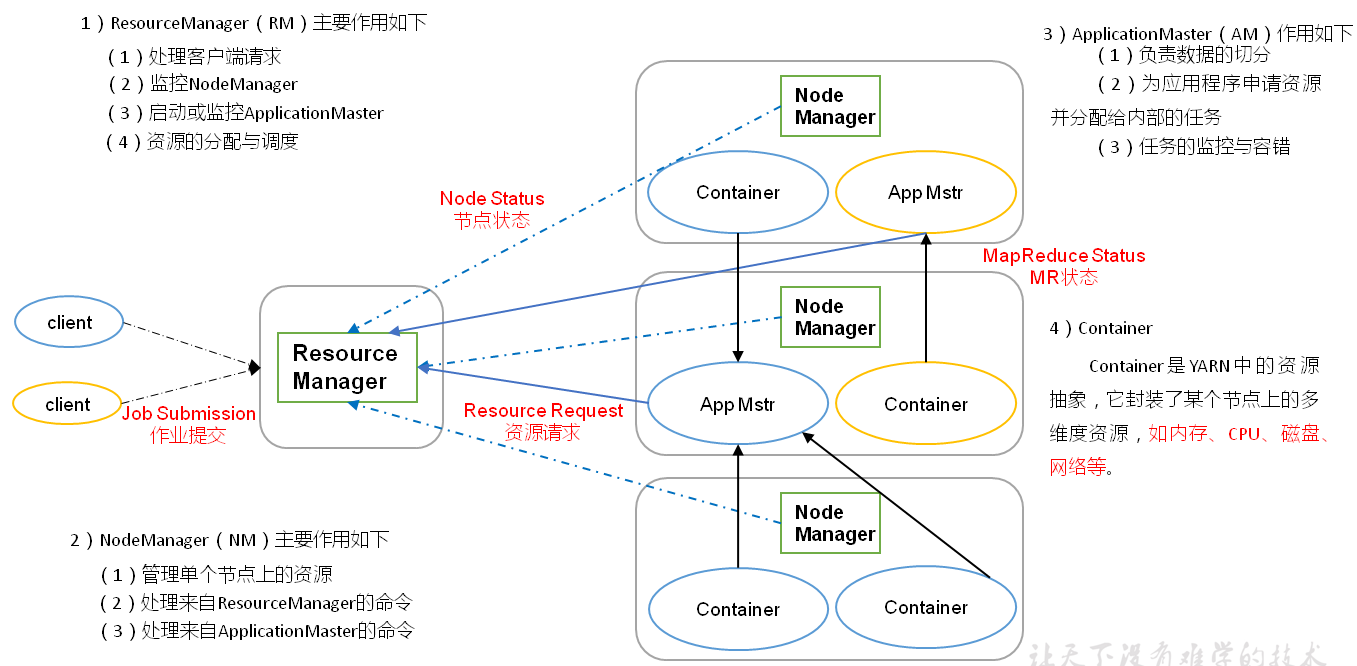 1）ResourceManager（RM）主要作用如下
（1）处理客户端请求
（2）监控NodeManager
（3）启动或监控ApplicationMaster
（4）资源的分配与调度
3）ApplicationMaster（AM）作用如下
（1）负责数据的切分
（2）为应用程序申请资源
并分配给内部的任务
（3）任务的监控与容错
Node
Manager
Container
App Mstr
Node Status
节点状态
MapReduce Status
MR状态
client
client
Job Submission
作业提交
Resource
Manager
Resource Request
资源请求
Node
Manager
App Mstr
Container
4）Container
Container是YARN中的资源
抽象，它封装了某个节点上的多
维度资源，如内存、CPU、磁盘、
网络等。
2）NodeManager（NM）主要作用如下
（1）管理单个节点上的资源
（2）处理来自ResourceManager的命令
（3）处理来自ApplicationMaster的命令
Node
Manager
Container
Container
让天下没有难学的技术